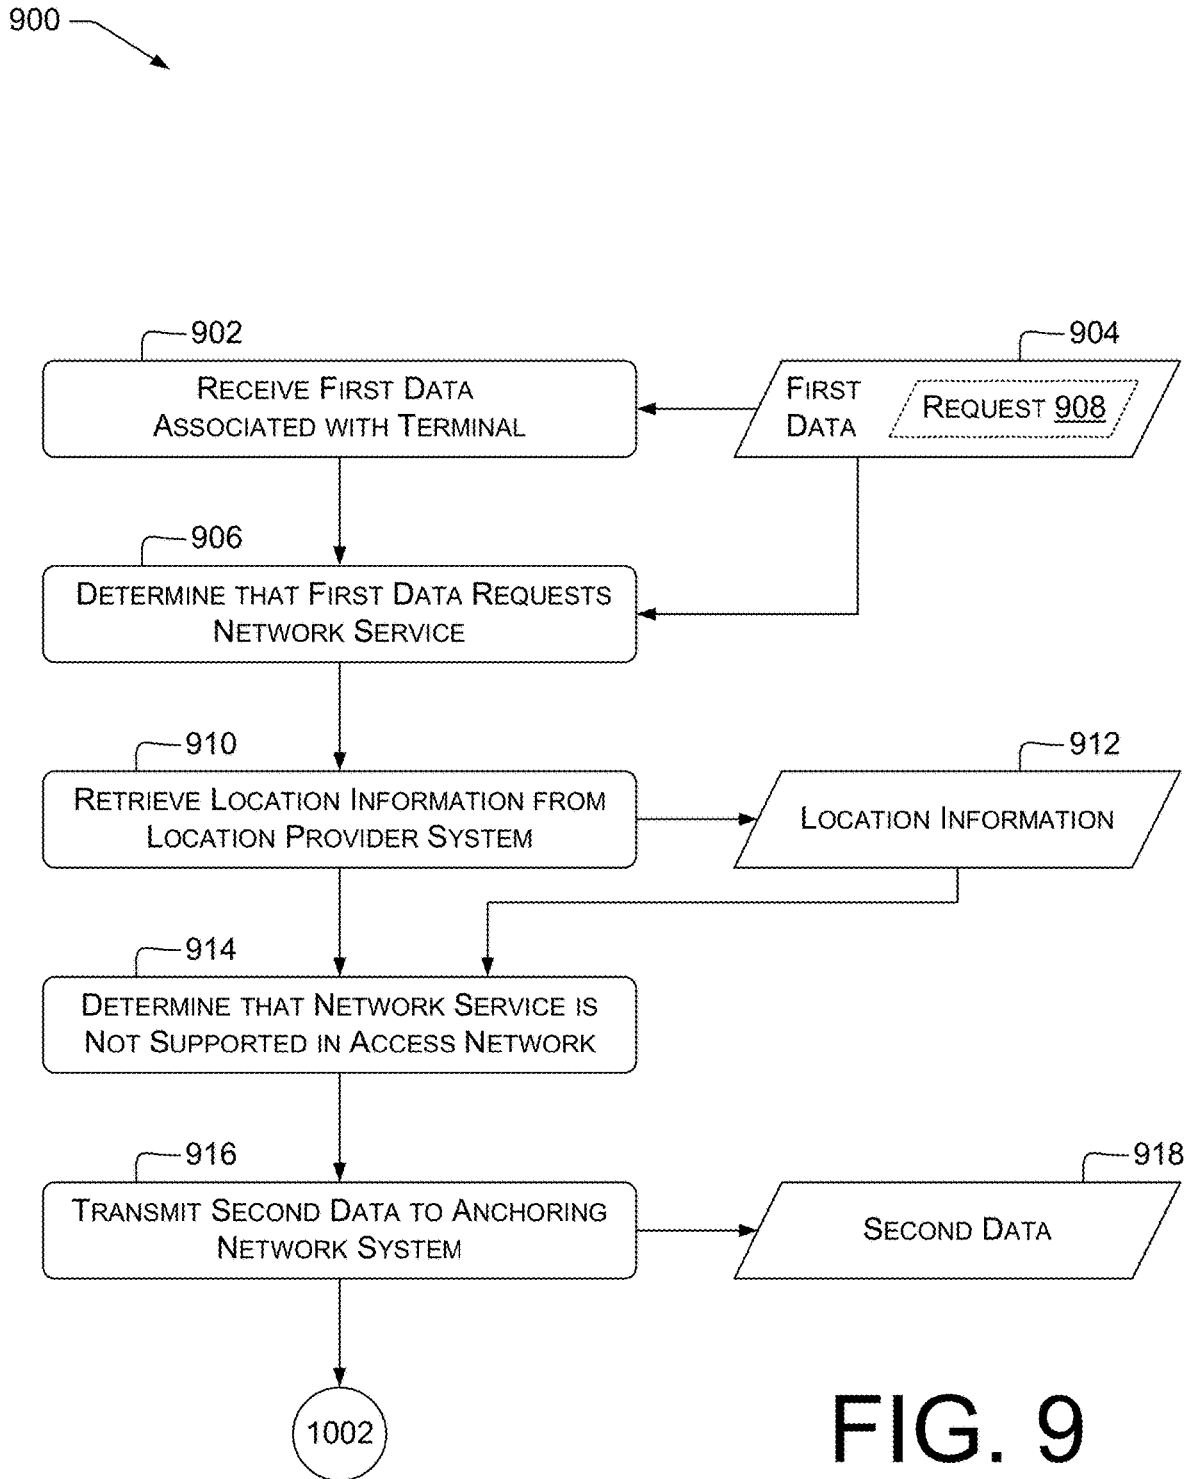 900
902
904
RECEIVE FIRST DATA
ASSOCIATED WITH TERMINAL
FIRST
DATA
REQUEST 908
906
DETERMINE THAT FIRST DATA REQUESTS
NETWORK SERVICE
910
912
RETRIEVE LOCATION INFORMATION FROM
LOCATION PROVIDER SYSTEM
LOCATION INFORMATION
914
DETERMINE THAT NETWORK SERVICE IS
NOT SUPPORTED IN ACCESS NETWORK
916
918
TRANSMIT SECOND DATA TO ANCHORING
NETWORK SYSTEM
SECOND DATA
1002
FIG. 9